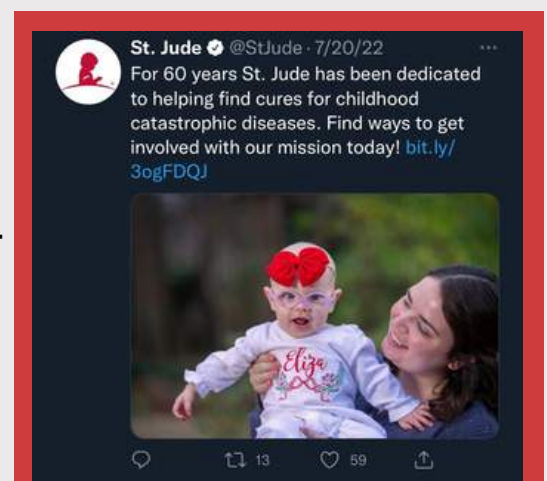 St. Jude @StJude · 7/20/22 ...
For 60 years St. Jude has been dedicated
to helping find cures for childhood
catastrophic diseases. Find ways to get
involved with our mission today! bit.ly/
3ogFDQJ
Eliza
13 59